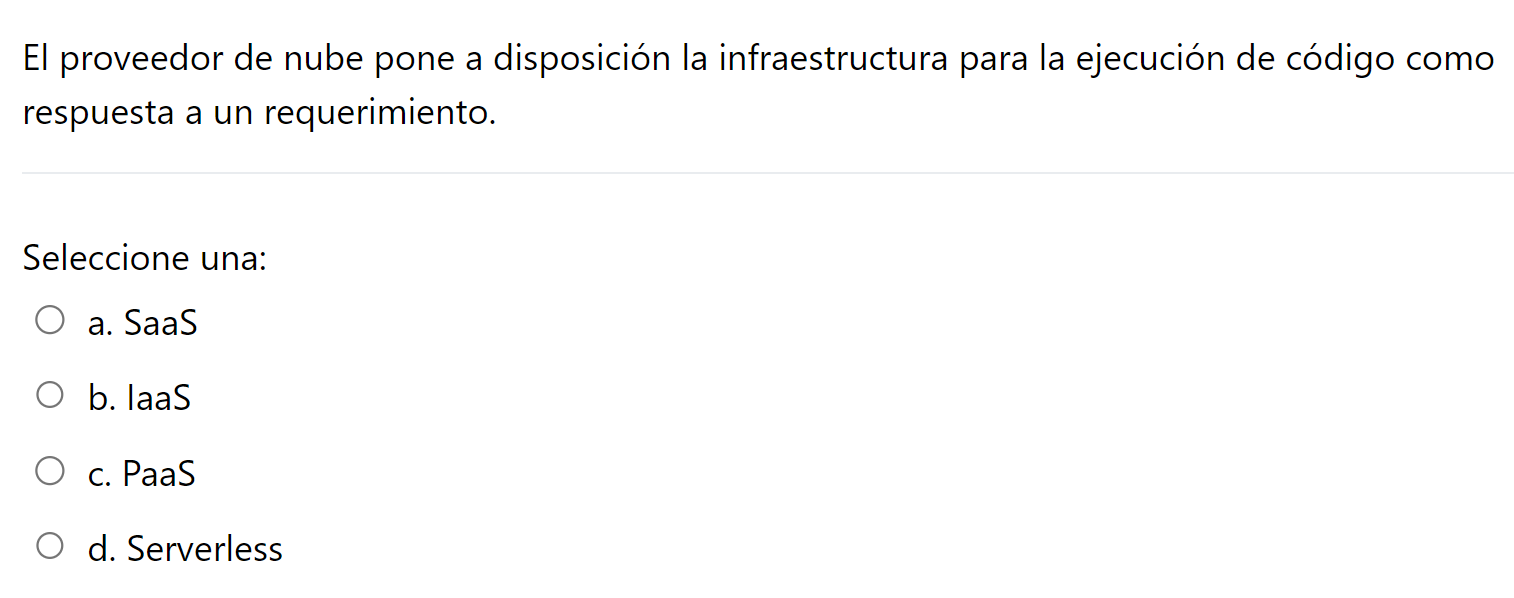 El proveedor de nube pone a disposición la infraestructura para la ejecución de código como
respuesta a un requerimiento.
Seleccione una:
a. SaaS
b. IaaS
c. PaaS
d. Serverless